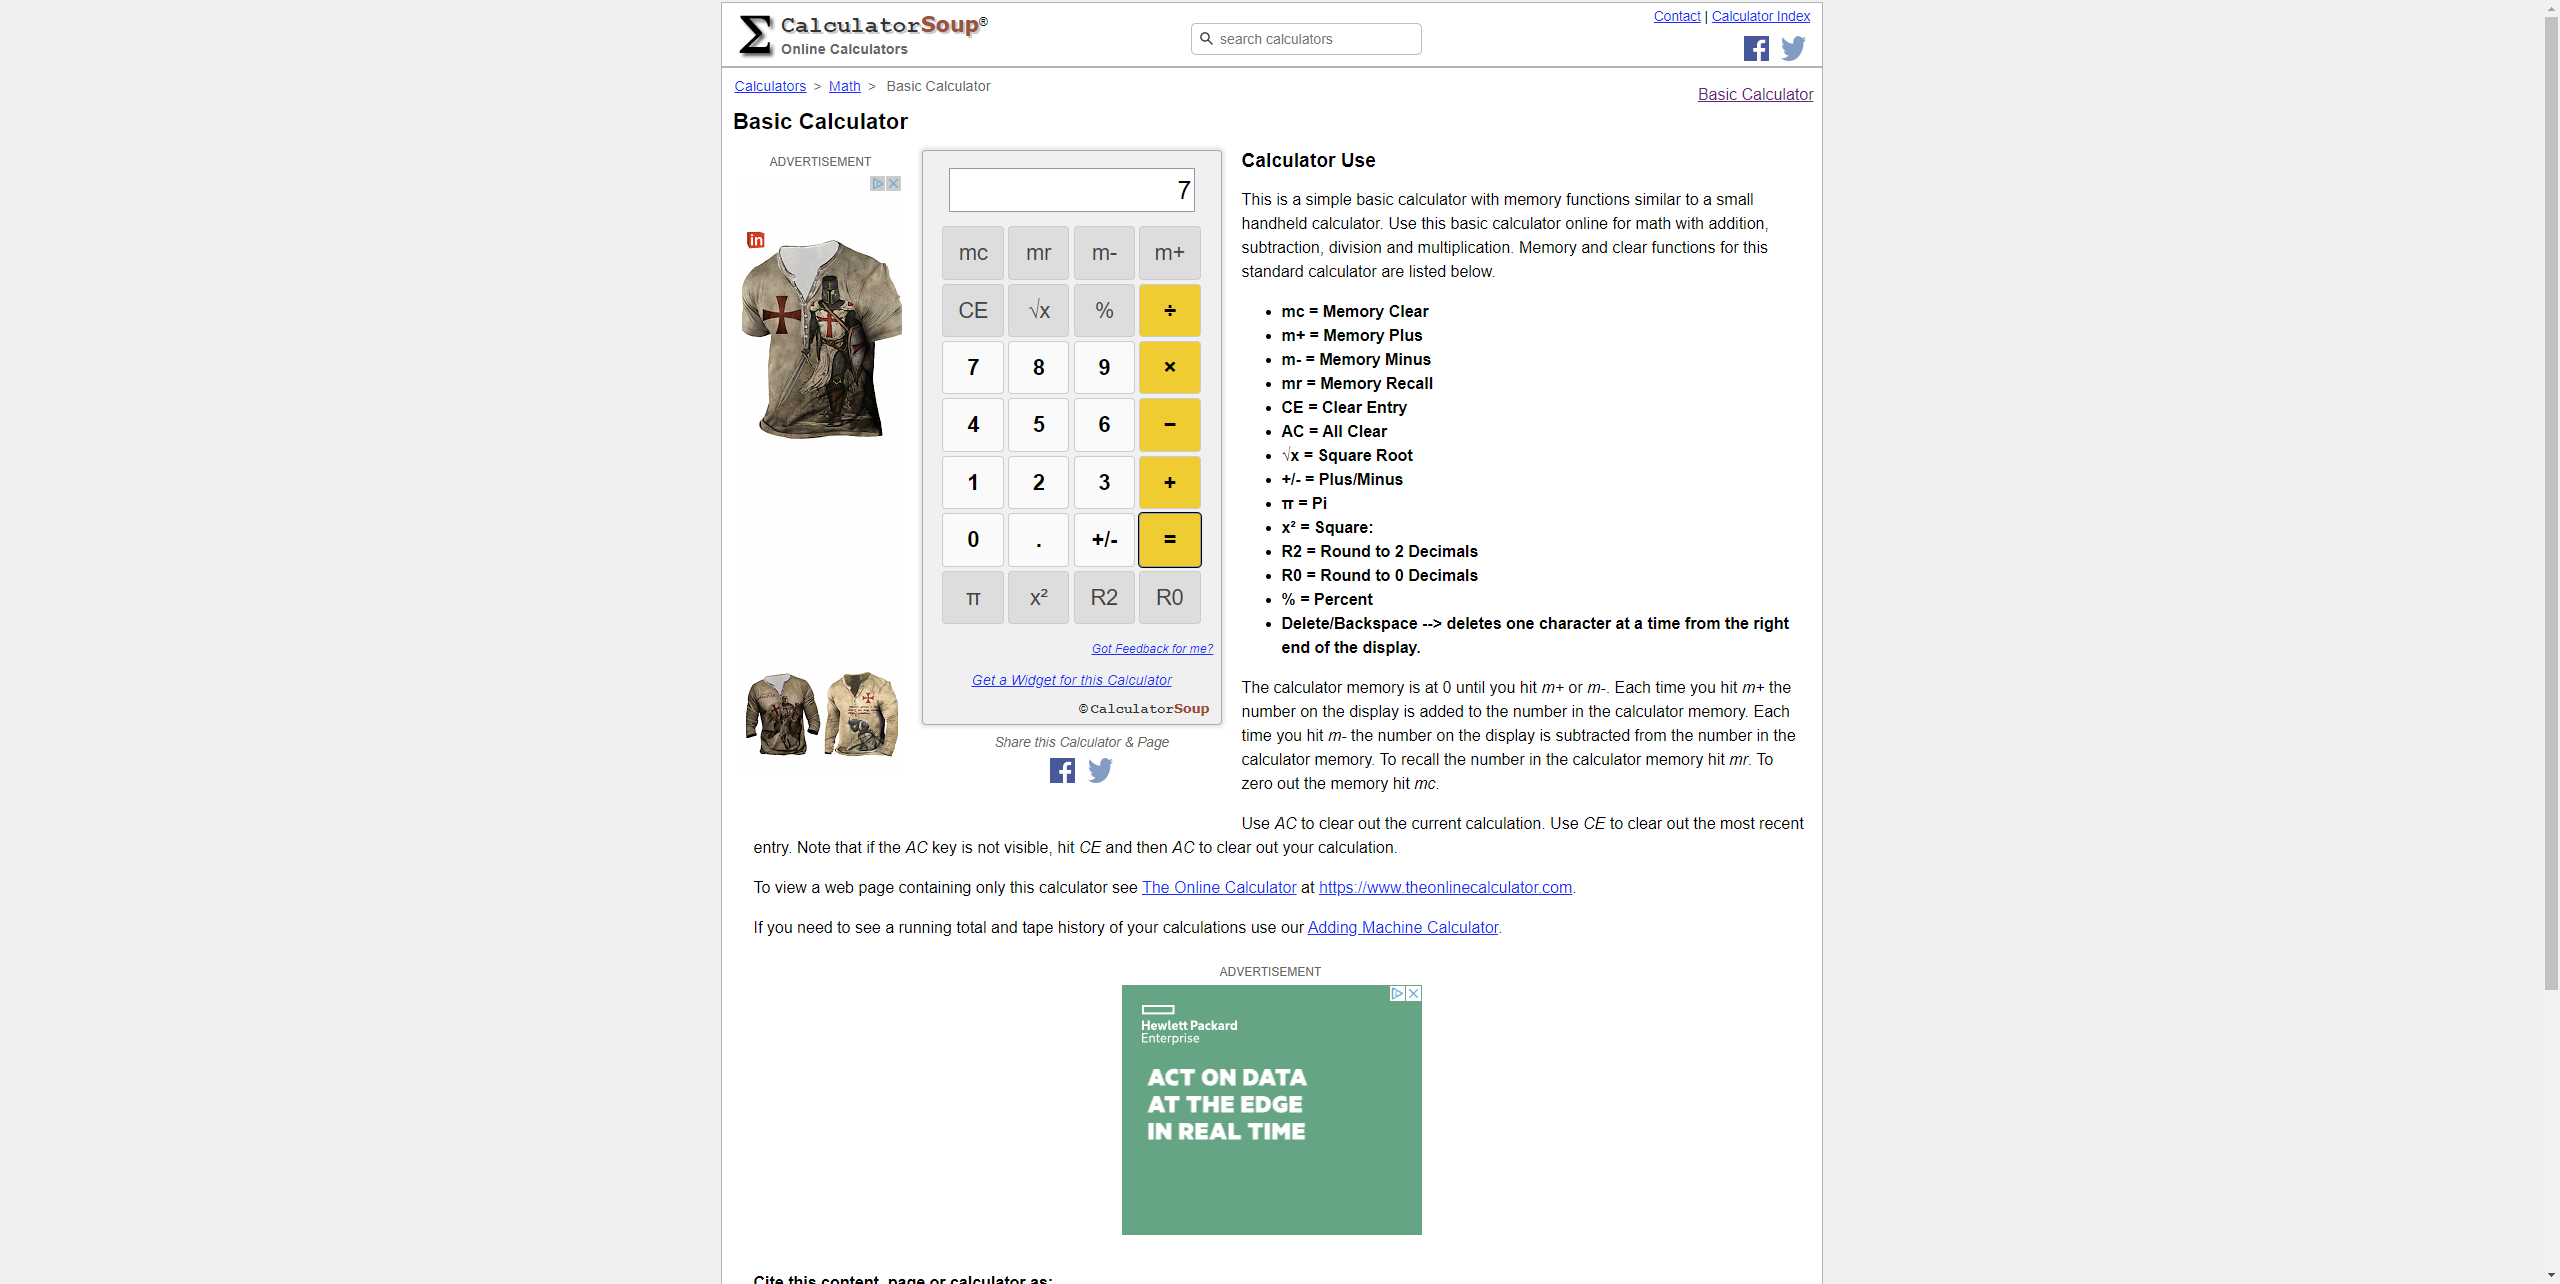 CalculatorSoup®
Online Calculators
search calculators
Contact | Calculator Index
Calculators > Math > Basic Calculator
Basic Calculator
Basic Calculator
ADVERTISEMENT
in
7
mc mr m- m+
CE √x % ÷
7 8 9 ×
4 5 6 −
1 2 3 +
0 . +/- =
π x² R2 R0
Got Feedback for me?
Get a Widget for this Calculator
©CalculatorSoup
Share this Calculator & Page
Calculator Use
This is a simple basic calculator with memory functions similar to a small
handheld calculator. Use this basic calculator online for math with addition,
subtraction, division and multiplication. Memory and clear functions for this
standard calculator are listed below.
• mc = Memory Clear
• m+ = Memory Plus
• m- = Memory Minus
• mr = Memory Recall
• CE = Clear Entry
• AC = All Clear
• √x = Square Root
• +/- = Plus/Minus
• π = Pi
• x² = Square:
• R2 = Round to 2 Decimals
• R0 = Round to 0 Decimals
• % = Percent
• Delete/Backspace --> deletes one character at a time from the right
end of the display.
The calculator memory is at 0 until you hit m+ or m-. Each time you hit m+ the
number on the display is added to the number in the calculator memory. Each
time you hit m- the number on the display is subtracted from the number in the
calculator memory. To recall the number in the calculator memory hit mr. To
zero out the memory hit mc.
Use AC to clear out the current calculation. Use CE to clear out the most recent
entry. Note that if the AC key is not visible, hit CE and then AC to clear out your calculation.
To view a web page containing only this calculator see The Online Calculator at https://www.theonlinecalculator.com.
If you need to see a running total and tape history of your calculations use our Adding Machine Calculator.
ADVERTISEMENT
Hewlett Packard
Enterprise
ACT ON DATA
AT THE EDGE
IN REAL TIME
Cite this content, page or calculator as: